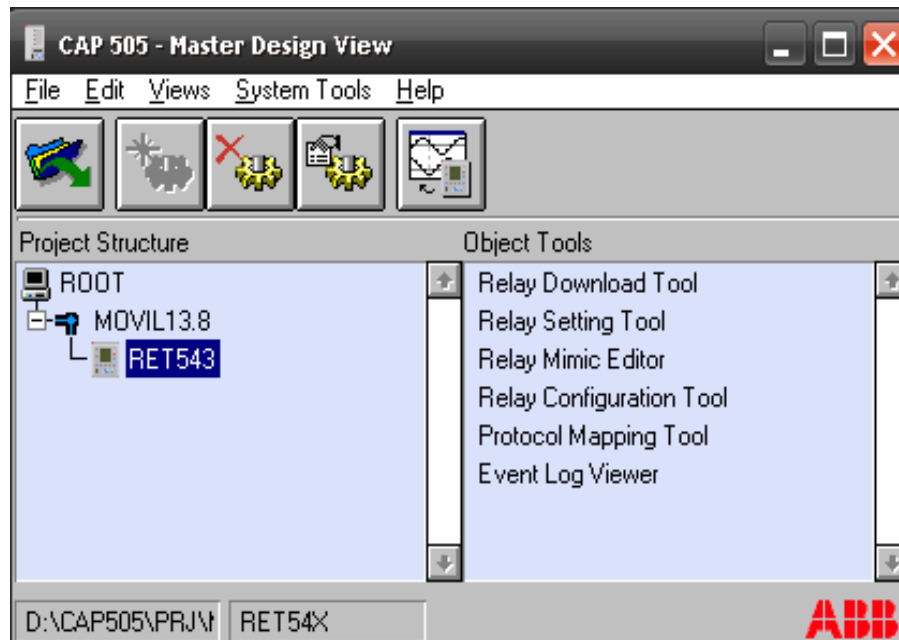 CAP 505 - Master Design View
File Edit Views System Tools Help
Project Structure
Object Tools
ROOT
MOVIL13.8
RET543
Relay Download Tool
Relay Setting Tool
Relay Mimic Editor
Relay Configuration Tool
Protocol Mapping Tool
Event Log Viewer
D:\CAP505\PRJ\
RET54X
ABB